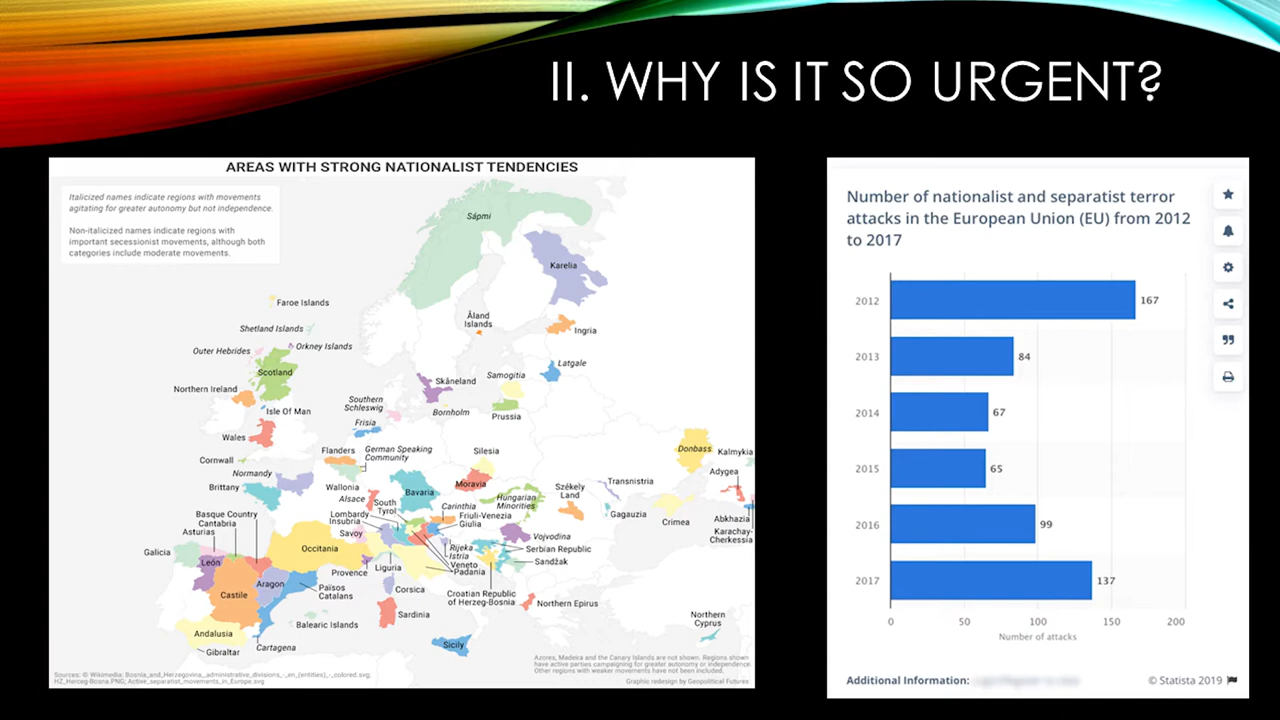 II. WHY IS IT SO URGENT?
AREAS WITH STRONG NATIONALIST TENDENCIES
Italicized names indicate regions with movements
agitating for greater autonomy but not independence.
Non-italicized names indicate regions with
important secessionist movements, although both
categories include moderate movements.
Sápmi
Karelia
Faroe Islands
Shetland Islands
Orkney Islands
Outer Hebrides
Scotland
Åland
Islands
Ingria
Latgale
Northern Ireland
Isle Of Man
Skåneland
Samogitia
Southern
Schleswig
Bornholm
Prussia
Frisia
Wales
Cornwall
Flanders
German Speaking
Community
Silesia
Donbass
Kalmykia
Normandy
Brittany
Wallonia
Alsace
Bavaria
Moravia
Hungarian
Minorities
Székely
Land
Transnistria
Adygea
South
Tyrol
Carinthia
Lombardy
Insubria
Friuli-Venezia
Giulia
Gagauzia
Crimea
Abkhazia
Karachay-
Cherkessia
Basque Country
Cantabria
Asturias
Savoy
Vojvodina
Galicia
León
Occitania
Rijeka
Istria
Serbian Republic
Sandžak
Veneto
Padania
Provence
Liguria
Castile
Aragon
Països
Catalans
Corsica
Croatian Republic
of Herzeg-Bosnia
Northern Epirus
Sardinia
Balearic Islands
Northern
Cyprus
Andalusia
Gibraltar
Cartagena
Sicily
Azores, Madeira and the Canary Islands are not shown. Regions shown
have active parties campaigning for greater autonomy or independence.
Other regions with weaker movements have not been included.
Sources: © Wikimedia: Bosnia_and_Herzegovina,_administrative_divisions_-_en_(entities)_-_colored.svg;
HZ_Herceg-Bosna.PNG; Active_separatist_movements_in_Europe.svg
Graphic redesign by Geopolitical Futures
Number of nationalist and separatist terror
attacks in the European Union (EU) from 2012
to 2017
2012
167
2013
84
2014
67
2015
65
2016
99
2017
137
0 50 100 150 200
Number of attacks
Additional Information:
© Statista 2019